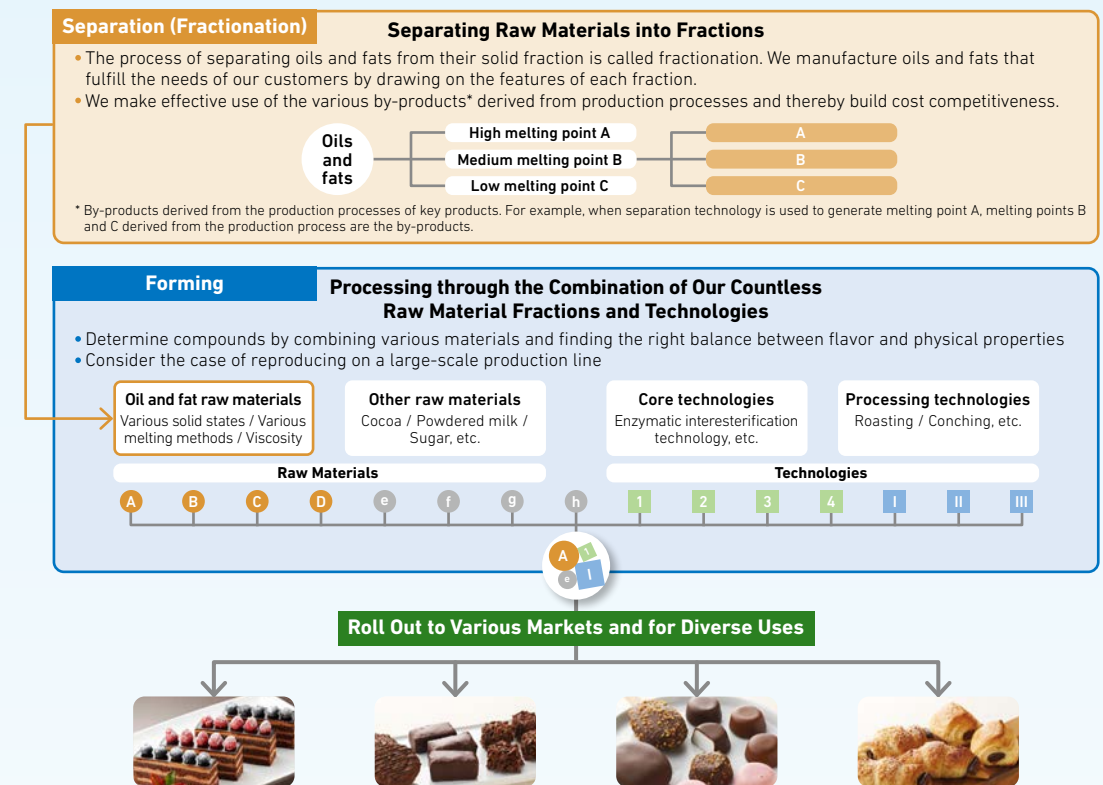 Separation (Fractionation)
Separating Raw Materials into Fractions
• The process of separating oils and fats from their solid fraction is called fractionation. We manufacture oils and fats that
fulfill the needs of our customers by drawing on the features of each fraction.
• We make effective use of the various by-products* derived from production processes and thereby build cost competitiveness.
Oils
and
fats
High melting point A
Medium melting point B
Low melting point C
A
B
C
* By-products derived from the production processes of key products. For example, when separation technology is used to generate melting point A, melting points B
and C derived from the production process are the by-products.
Forming
Processing through the Combination of Our Countless
Raw Material Fractions and Technologies
• Determine compounds by combining various materials and finding the right balance between flavor and physical properties
• Consider the case of reproducing on a large-scale production line
Oil and fat raw materials
Various solid states / Various
melting methods / Viscosity
Other raw materials
Cocoa / Powdered milk /
Sugar, etc.
Core technologies
Enzymatic interesterification
technology, etc.
Processing technologies
Roasting / Conching, etc.
Raw Materials
Technologies
A B C D e f g h 1 2 3 4 I II III
A 1
e I
Roll Out to Various Markets and for Diverse Uses